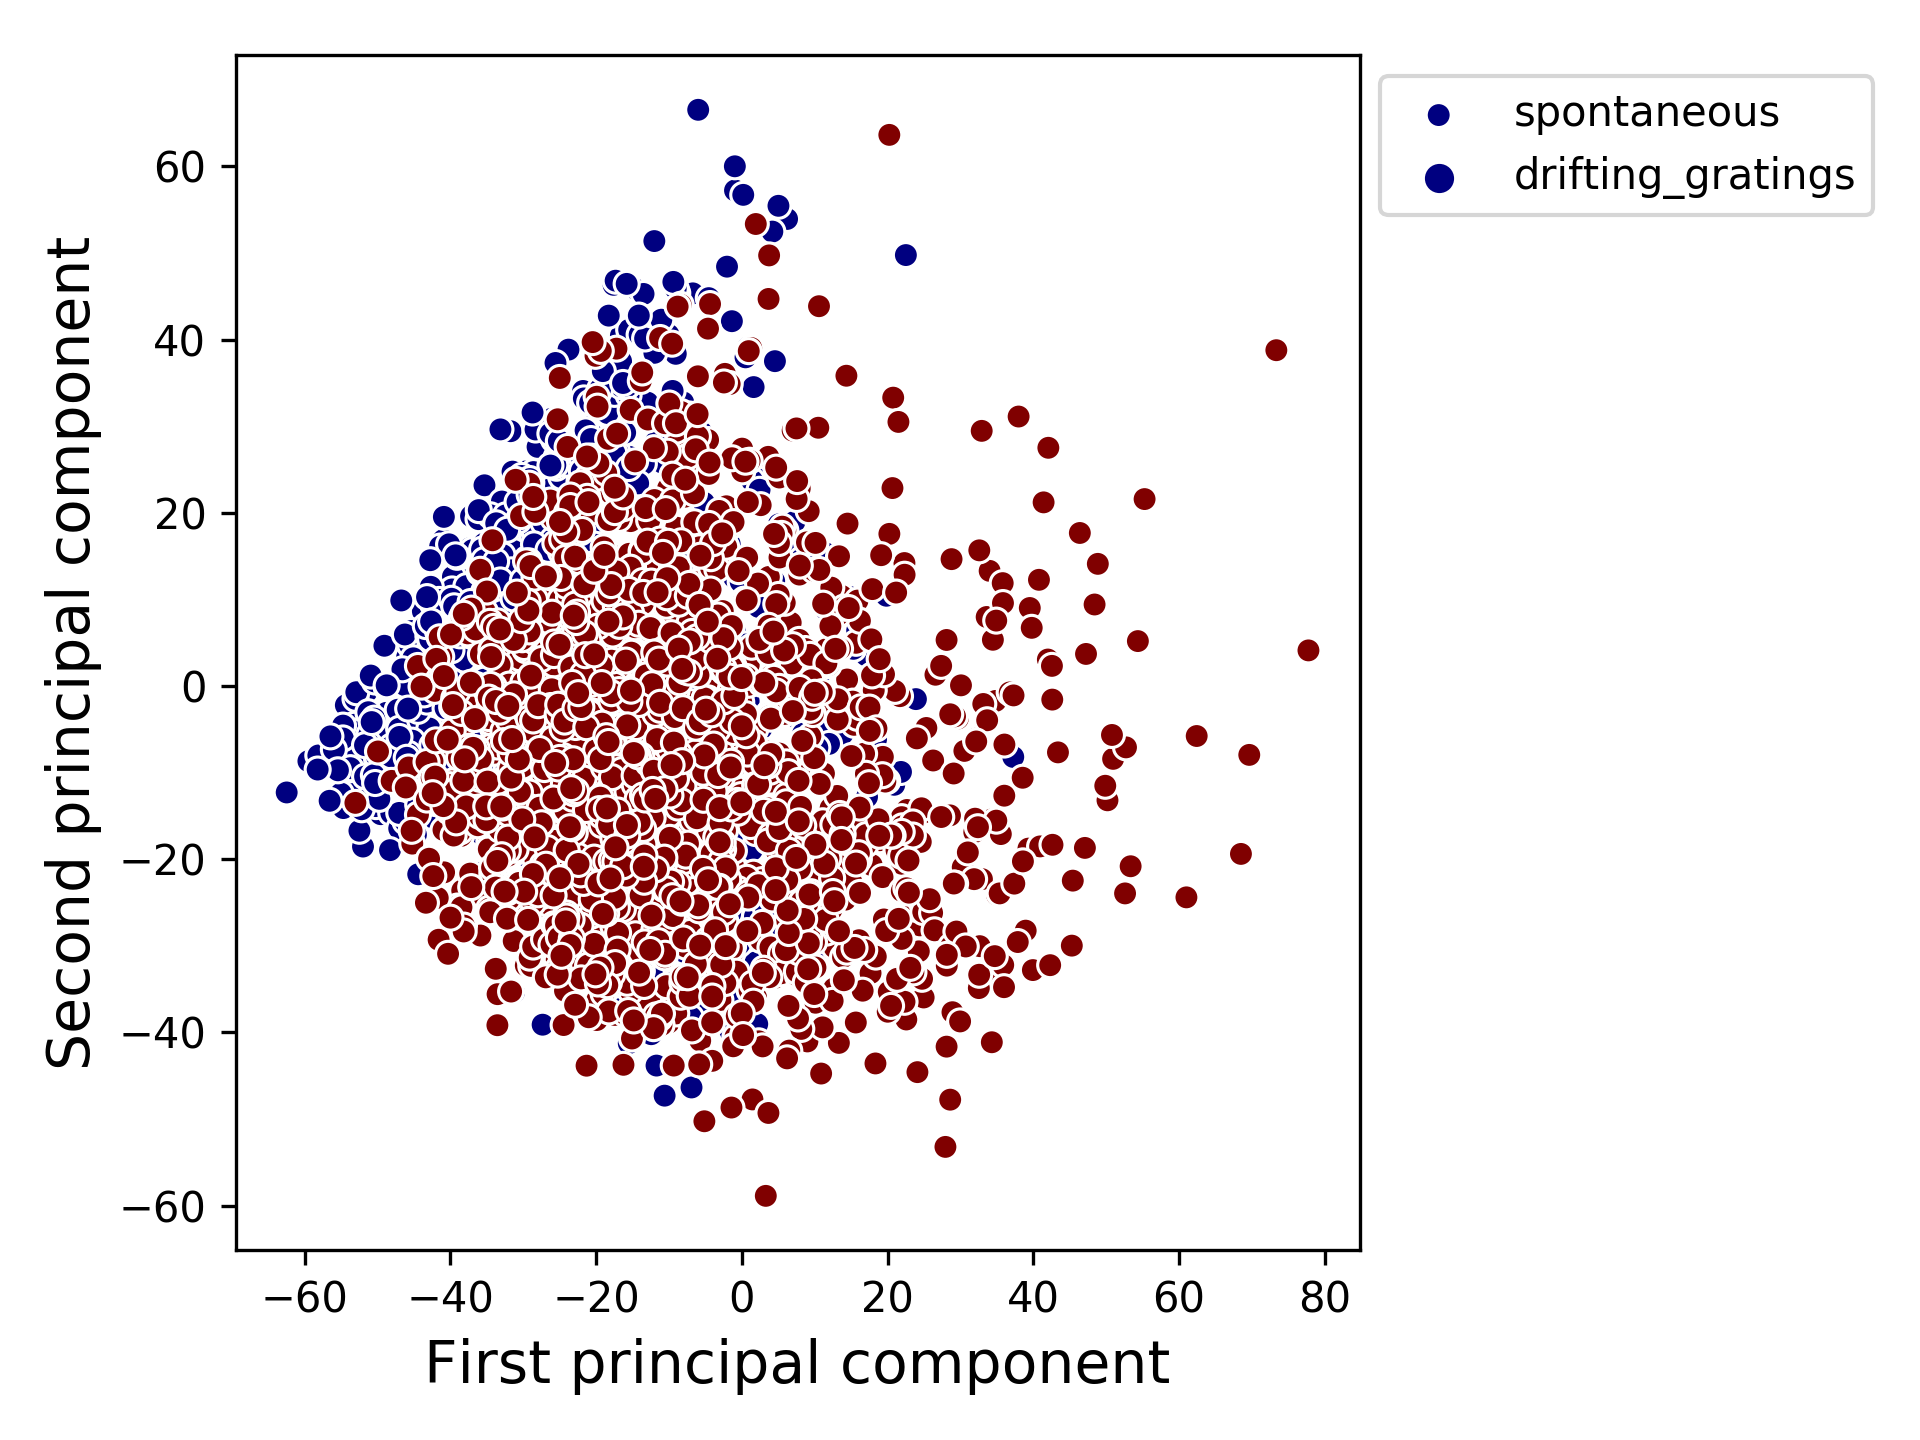 spontaneous
drifting_gratings
60
40
20
0
−20
−40
−60
Second principal component
−60 −40 −20 0 20 40 60 80
First principal component